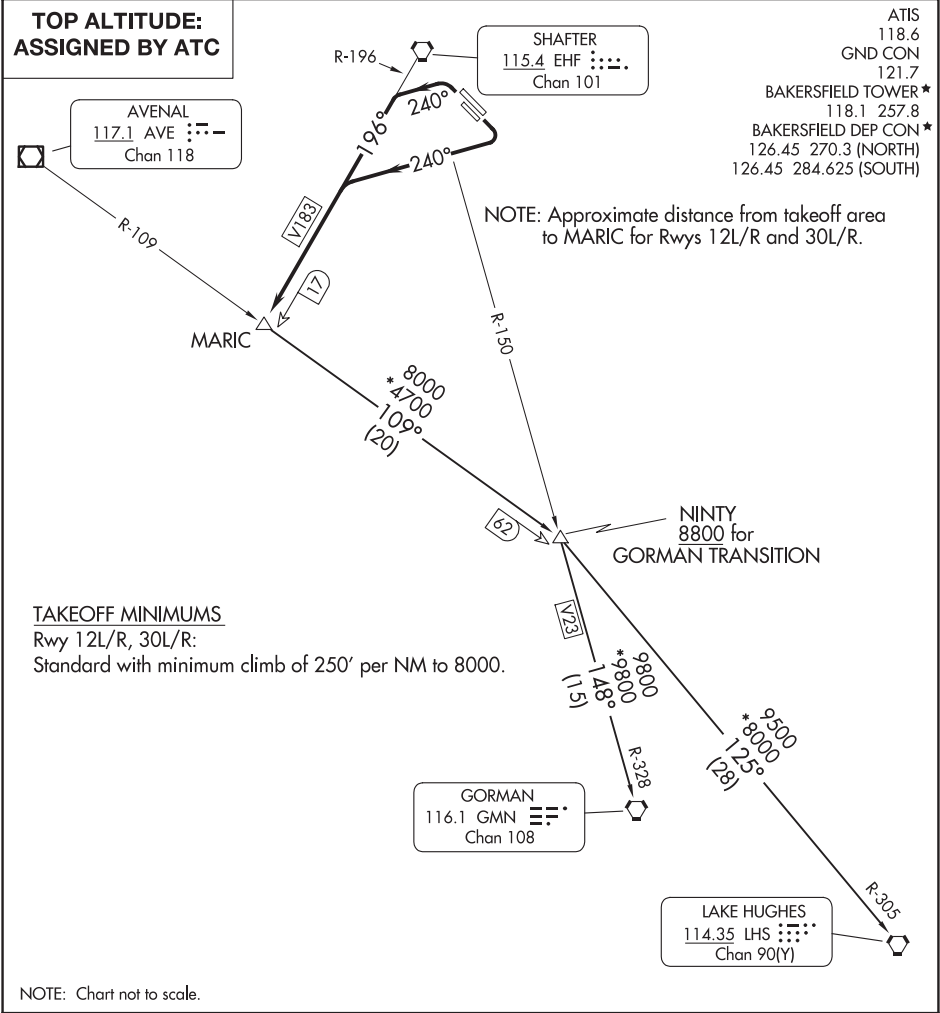 TOP ALTITUDE:
ASSIGNED BY ATC
ATIS
118.6
GND CON
121.7
BAKERSFIELD TOWER★
118.1 257.8
BAKERSFIELD DEP CON★
126.45 270.3 (NORTH)
126.45 284.625 (SOUTH)
R-196
SHAFTER
115.4 EHF
Chan 101
AVENAL
117.1 AVE
Chan 118
240°
196°
240°
R-109
V183
17
NOTE: Approximate distance from takeoff area
to MARIC for Rwys 12L/R and 30L/R.
MARIC
R-150
8000
*4700
109°
(20)
62
NINTY
8800 for
GORMAN TRANSITION
TAKEOFF MINIMUMS
Rwy 12L/R, 30L/R:
Standard with minimum climb of 250' per NM to 8000.
V23
9800
*9800
148°
(15)
R-328
9500
*8000
125°
(28)
GORMAN
116.1 GMN
Chan 108
R-305
LAKE HUGHES
114.35 LHS
Chan 90(Y)
NOTE: Chart not to scale.